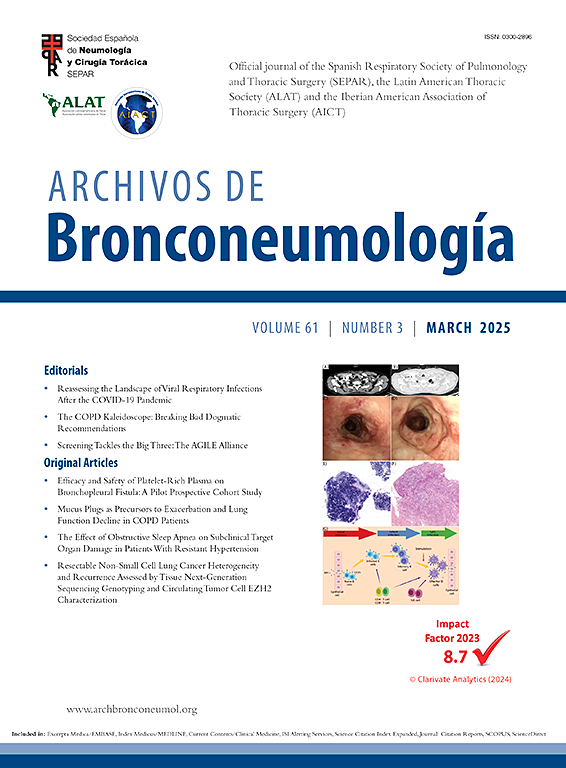 Sociedad Española
de Neumología
y Cirugía Torácica
SEPAR
ISSN: 0300-2896
Official journal of the Spanish Respiratory Society of Pulmonology
and Thoracic Surgery (SEPAR), the Latin American Thoracic
Society (ALAT) and the Iberian American Association of
Thoracic Surgery (AICT)
ALAT
AIACT
ARCHIVOS DE
Bronconeumología
VOLUME 61 | NUMBER 3 | MARCH 2025
Editorials
• Reassessing the Landscape of Viral Respiratory Infections
After the COVID-19 Pandemic
• The COPD Kaleidoscope: Breaking Bad Dogmatic
Recommendations
• Screening Tackles the Big Three: The AGILE Alliance
Original Articles
• Efficacy and Safety of Platelet-Rich Plasma on
Bronchopleural Fistula: A Pilot Prospective Cohort Study
• Mucus Plugs as Precursors to Exacerbation and Lung
Function Decline in COPD Patients
• The Effect of Obstructive Sleep Apnea on Subclinical Target
Organ Damage in Patients With Resistant Hypertension
• Resectable Non-Small Cell Lung Cancer Heterogeneity
and Recurrence Assessed by Tissue Next-Generation
Sequencing Genotyping and Circulating Tumor Cell EZH2
Characterization
Impact
Factor 2023
8.7
© Clarivate Analytics (2024)
www.archbronconeumol.org
Included in: Excerpta Medica/EMBASE, Index Medicus/MEDLINE, Current Contents/Clinical Medicine, ISI Alerting Services, Science Citation Index Expanded, Journal Citation Reports, SCOPUS, ScienceDirect